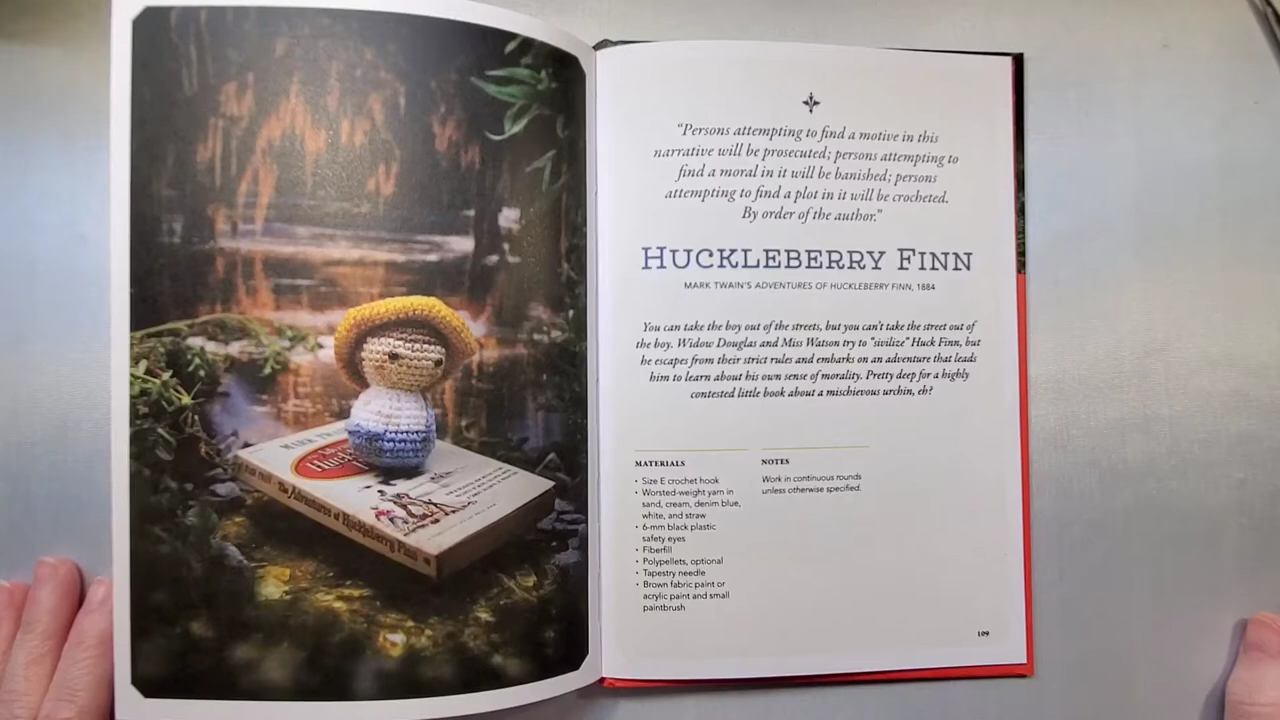 MARK
The Adventures of Huckleberry Finn
“Persons attempting to find a motive in this
narrative will be prosecuted; persons attempting to
find a moral in it will be banished; persons
attempting to find a plot in it will be crocheted.
By order of the author.”
HUCKLEBERRY FINN
MARK TWAIN'S ADVENTURES OF HUCKLEBERRY FINN, 1884
You can take the boy out of the streets, but you can't take the street out of
the boy. Widow Douglas and Miss Watson try to “sivilize” Huck Finn, but
he escapes from their strict rules and embarks on an adventure that leads
him to learn about his own sense of morality. Pretty deep for a highly
contested little book about a mischievous urchin, eh?
MATERIALS
• Size E crochet hook
• Worsted-weight yarn in
sand, cream, denim blue,
white, and straw
• 6-mm black plastic
safety eyes
• Fiberfill
• Polypellets, optional
• Tapestry needle
• Brown fabric paint or
acrylic paint and small
paintbrush
NOTES
Work in continuous rounds
unless otherwise specified.
109